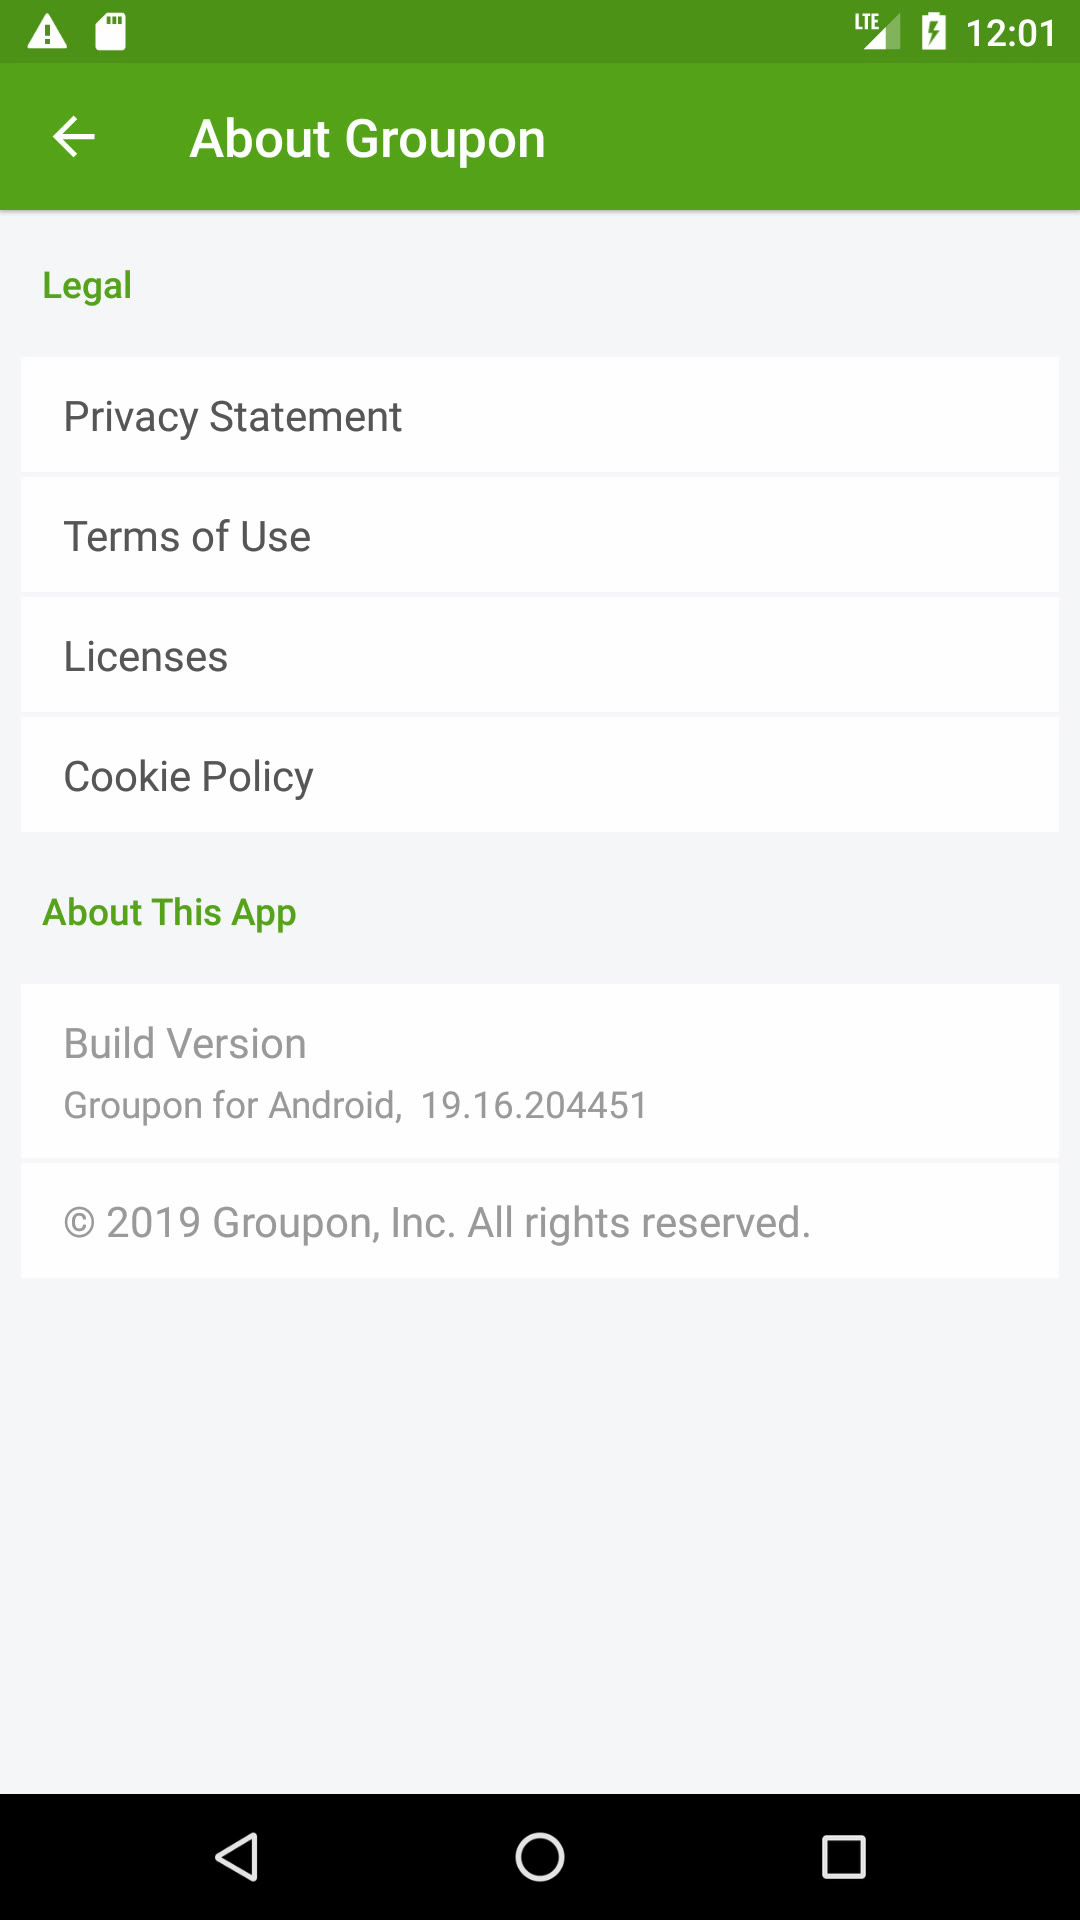 LTE 12:01
About Groupon
Legal
Privacy Statement
Terms of Use
Licenses
Cookie Policy
About This App
Build Version
Groupon for Android,  19.16.204451
© 2019 Groupon, Inc. All rights reserved.